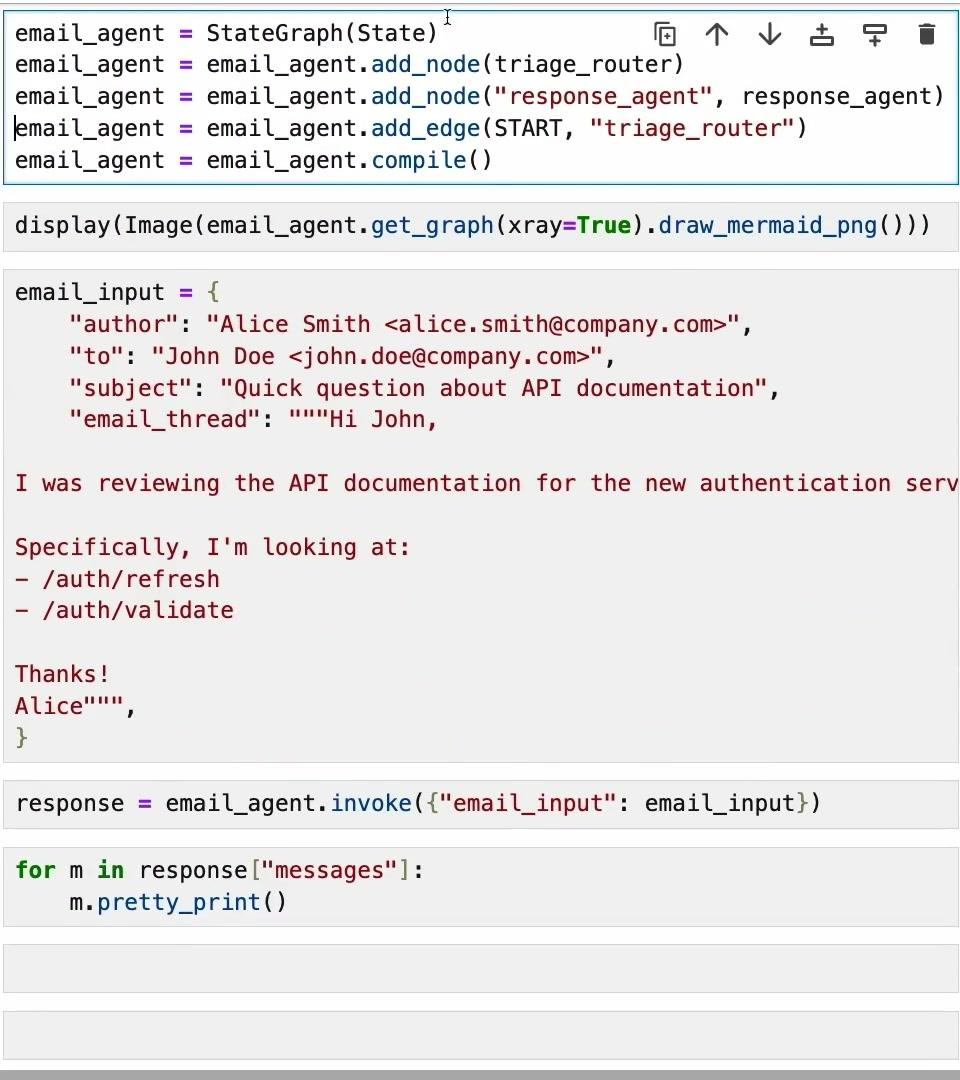 email_agent = StateGraph(State)
email_agent = email_agent.add_node(triage_router)
email_agent = email_agent.add_node("response_agent", response_agent)
email_agent = email_agent.add_edge(START, "triage_router")
email_agent = email_agent.compile()
display(Image(email_agent.get_graph(xray=True).draw_mermaid_png()))
email_input = {
    "author": "Alice Smith <alice.smith@company.com>",
    "to": "John Doe <john.doe@company.com>",
    "subject": "Quick question about API documentation",
    "email_thread": """Hi John,
I was reviewing the API documentation for the new authentication serv
Specifically, I'm looking at:
- /auth/refresh
- /auth/validate
Thanks!
Alice""",
}
response = email_agent.invoke({"email_input": email_input})
for m in response["messages"]:
    m.pretty_print()